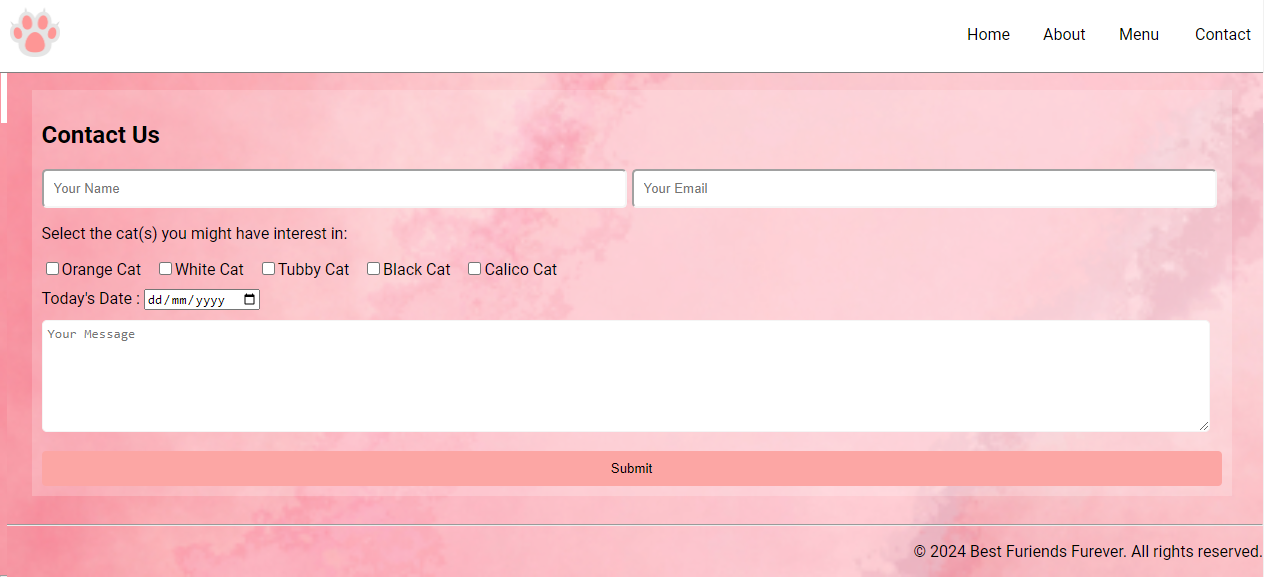 Home About Menu Contact
Contact Us
Your Name Your Email
Select the cat(s) you might have interest in:
Orange Cat White Cat Tubby Cat Black Cat Calico Cat
Today's Date : dd/mm/yyyy
Your Message
Submit
© 2024 Best Furiends Furever. All rights reserved.